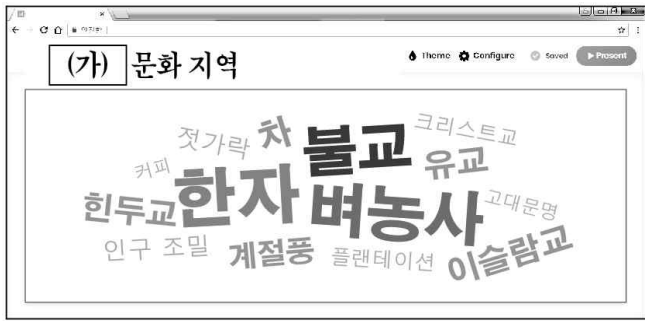 Theme Configure Saved Present
(가) 문화 지역
젓가락 차 불교 크리스트교
커피 유교
힌두교 한자 벼농사 고대문명
인구 조밀 계절풍 플랜테이션 이슬람교